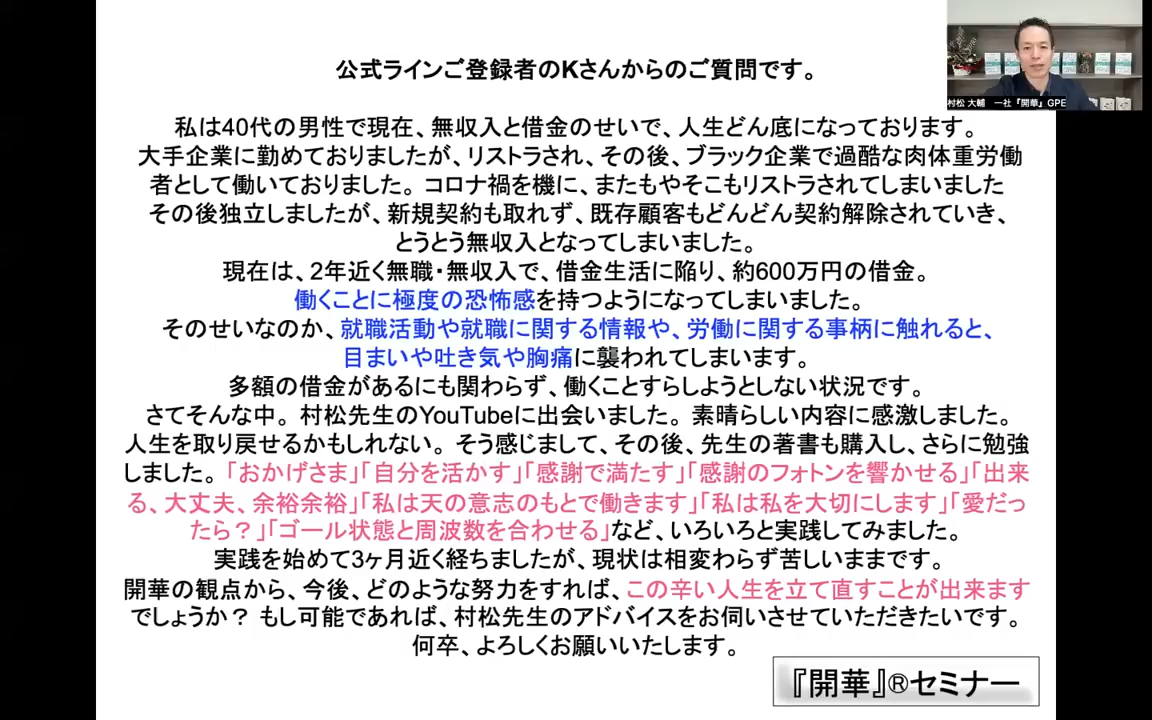 公式ラインご登録者のKさんからのご質問です。
村松 大輔 一社『開華』GPE
私は40代の男性で現在、無収入と借金のせいで、人生どん底になっております。
大手企業に勤めておりましたが、リストラされ、その後、ブラック企業で過酷な肉体重労働
者として働いておりました。コロナ禍を機に、またもやそこもリストラされてしまいました
その後独立しましたが、新規契約も取れず、既存顧客もどんどん契約解除されていき、
とうとう無収入となってしまいました。
現在は、2年近く無職・無収入で、借金生活に陥り、約600万円の借金。
働くことに極度の恐怖感を持つようになってしまいました。
そのせいなのか、就職活動や就職に関する情報や、労働に関する事柄に触れると、
目まいや吐き気や胸痛に襲われてしまいます。
多額の借金があるにも関わらず、働くことすらしようとしない状況です。
さてそんな中。村松先生のYouTubeに出会いました。素晴らしい内容に感激しました。
人生を取り戻せるかもしれない。そう感じまして、その後、先生の著書も購入し、さらに勉強
しました。「おかげさま」「自分を活かす」「感謝で満たす」「感謝のフォトンを響かせる」「出来
る、大丈夫、余裕余裕」「私は天の意志のもとで働きます」「私は私を大切にします」「愛だっ
たら？」「ゴール状態と周波数を合わせる」など、いろいろと実践してみました。
実践を始めて3ヶ月近く経ちましたが、現状は相変わらず苦しいままです。
開華の観点から、今後、どのような努力をすれば、この辛い人生を立て直すことが出来ます
でしょうか？もし可能であれば、村松先生のアドバイスをお伺いさせていただきたいです。
何卒、よろしくお願いいたします。
『開華』®セミナー